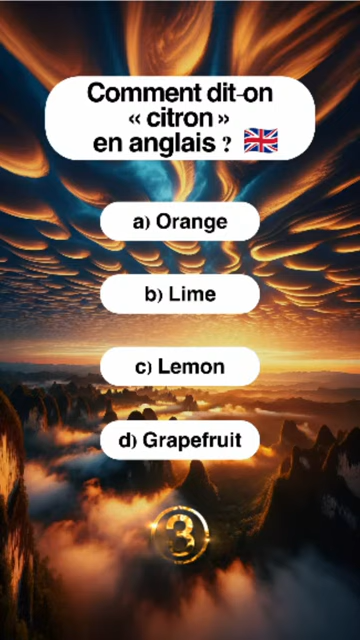 Comment dit-on
« citron »
en anglais ?
a) Orange
b) Lime
c) Lemon
d) Grapefruit
3